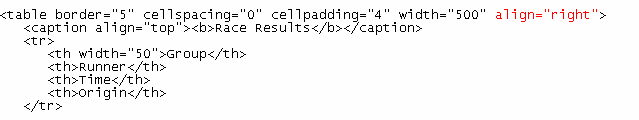 <table border="5" cellspacing="0" cellpadding="4" width="500" align="right">
<caption align="top"><b>Race Results</b></caption>
<tr>
<th width="50">Group</th>
<th>Runner</th>
<th>Time</th>
<th>Origin</th>
</tr>